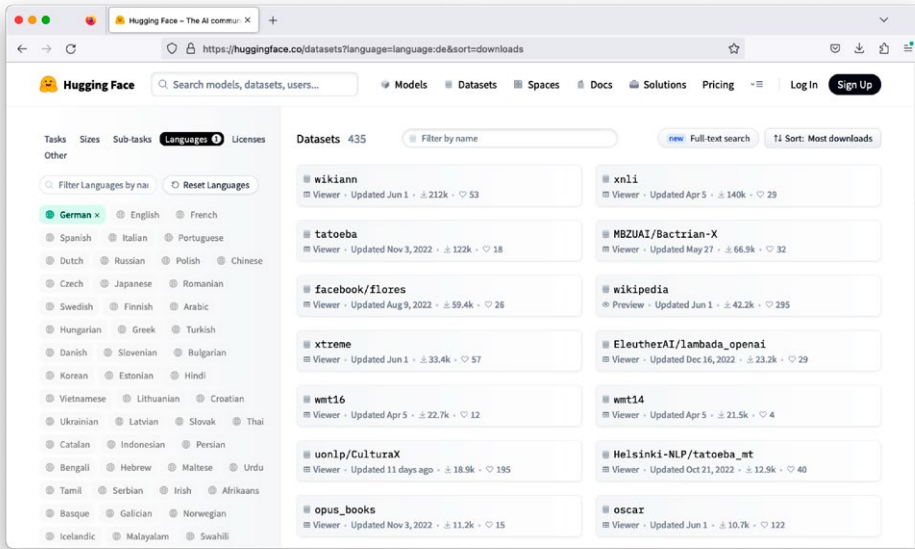 Hugging Face – The AI commun
https://huggingface.co/datasets?language=language:de&sort=downloads
Hugging Face Search models, datasets, users... Models Datasets Spaces Docs Solutions Pricing Log In Sign Up
Tasks Sizes Sub-tasks Languages 1 Licenses
Other
Filter Languages by nam Reset Languages
German × English French
Spanish Italian Portuguese
Dutch Russian Polish Chinese
Czech Japanese Romanian
Swedish Finnish Arabic
Hungarian Greek Turkish
Danish Slovenian Bulgarian
Korean Estonian Hindi
Vietnamese Lithuanian Croatian
Ukrainian Latvian Slovak Thai
Catalan Indonesian Persian
Bengali Hebrew Maltese Urdu
Tamil Serbian Irish Afrikaans
Basque Galician Norwegian
Icelandic Malayalam Swahili
Datasets 435 Filter by name new Full-text search Sort: Most downloads
wikiann
Viewer • Updated Jun 1 • 212k • 53
xnli
Viewer • Updated Apr 5 • 140k • 29
tatoeba
Viewer • Updated Nov 3, 2022 • 122k • 18
MBZUAI/Bactrian-X
Viewer • Updated May 27 • 66.9k • 32
facebook/flores
Viewer • Updated Aug 9, 2022 • 59.4k • 26
wikipedia
Preview • Updated Jun 1 • 42.2k • 295
xtreme
Viewer • Updated Jun 1 • 33.4k • 57
EleutherAI/lambada_openai
Viewer • Updated Dec 16, 2022 • 23.2k • 29
wmt16
Viewer • Updated Apr 5 • 22.7k • 12
wmt14
Viewer • Updated Apr 5 • 21.5k • 4
uonlp/CulturaX
Viewer • Updated 11 days ago • 18.9k • 195
Helsinki-NLP/tatoeba_mt
Viewer • Updated Oct 21, 2022 • 12.9k • 40
opus_books
Viewer • Updated Nov 3, 2022 • 11.2k • 15
oscar
Viewer • Updated Jun 1 • 10.7k • 122